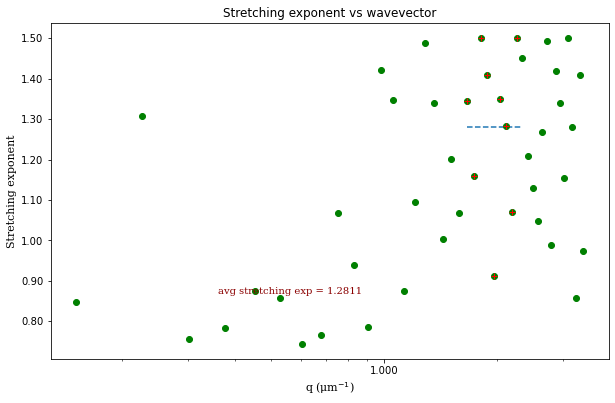 Stretching exponent vs wavevector
1.50
1.40
1.30
1.20
1.10
1.00
0.90
0.80
Stretching exponent
avg stretching exp = 1.2811
1.000
q (μm⁻¹)